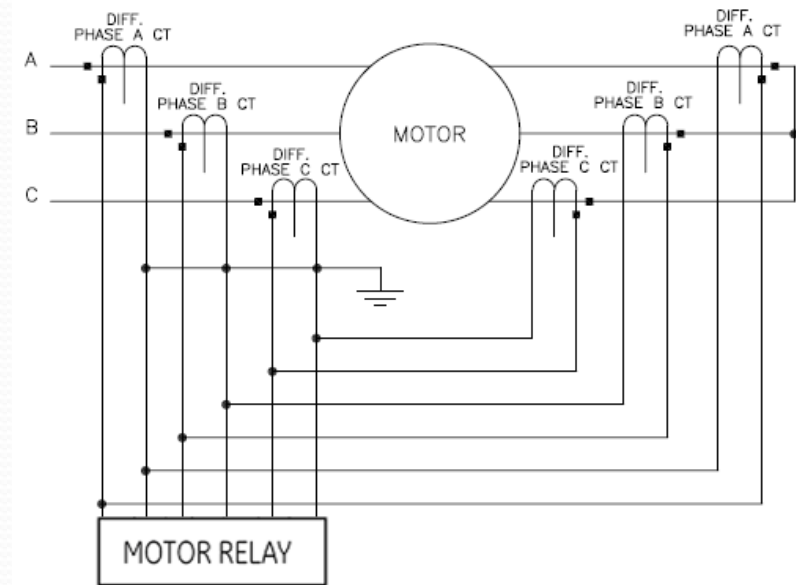 DIFF.
PHASE A CT
DIFF.
PHASE A CT
A
DIFF.
PHASE B CT
DIFF.
PHASE B CT
B
MOTOR
DIFF.
PHASE C CT
DIFF.
PHASE C CT
C
MOTOR RELAY